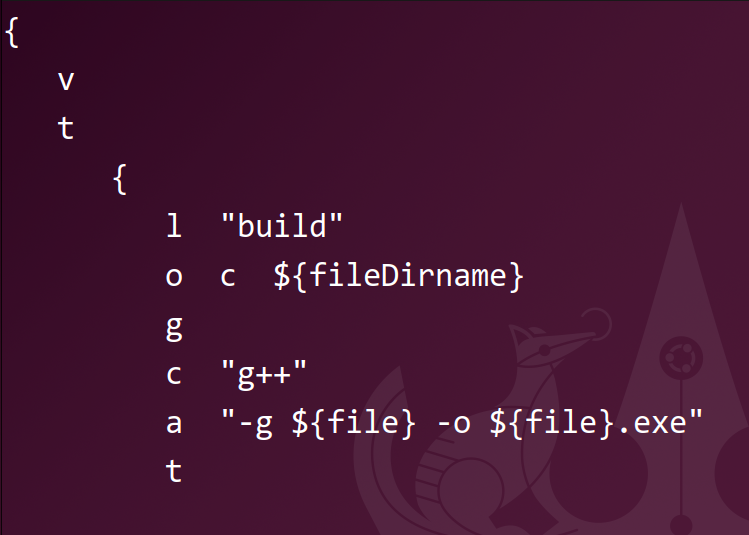 {
v
t
{
l "build"
o c ${fileDirname}
g
c "g++"
a "-g ${file} -o ${file}.exe"
t